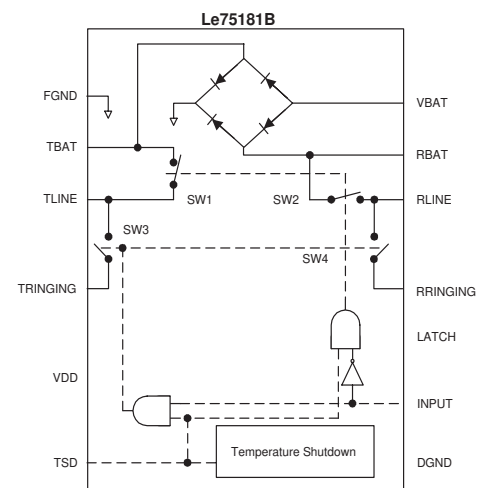 Le75181B
FGND
VBAT
TBAT
RBAT
TLINE
SW1
SW2
RLINE
SW3
SW4
TRINGING
RRINGING
LATCH
VDD
INPUT
Temperature Shutdown
TSD
DGND